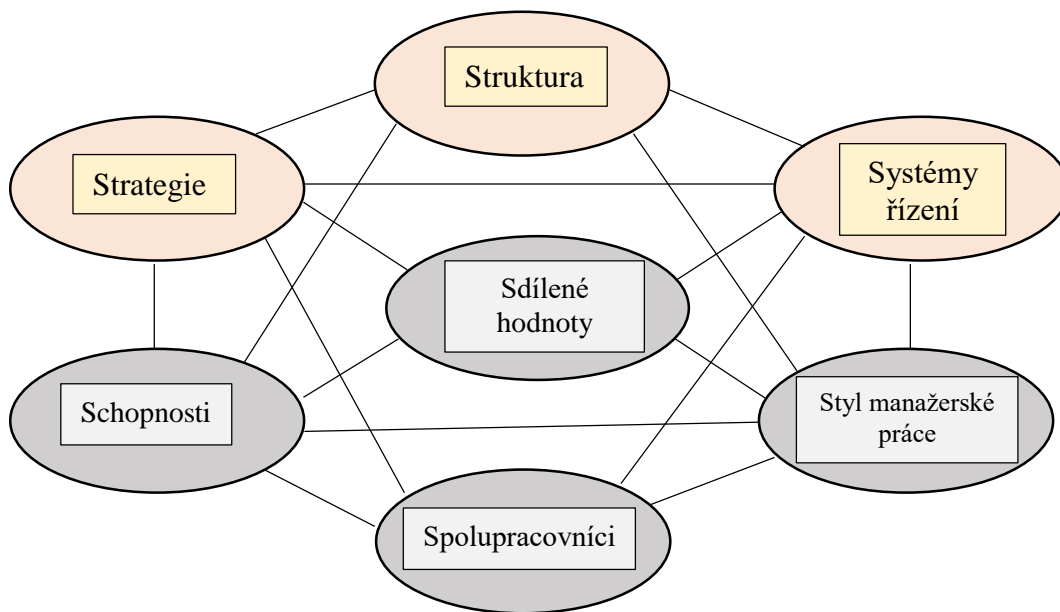 Struktura
Strategie
Systémy
řízení
Sdílené
hodnoty
Schopnosti
Styl manažerské
práce
Spolupracovníci